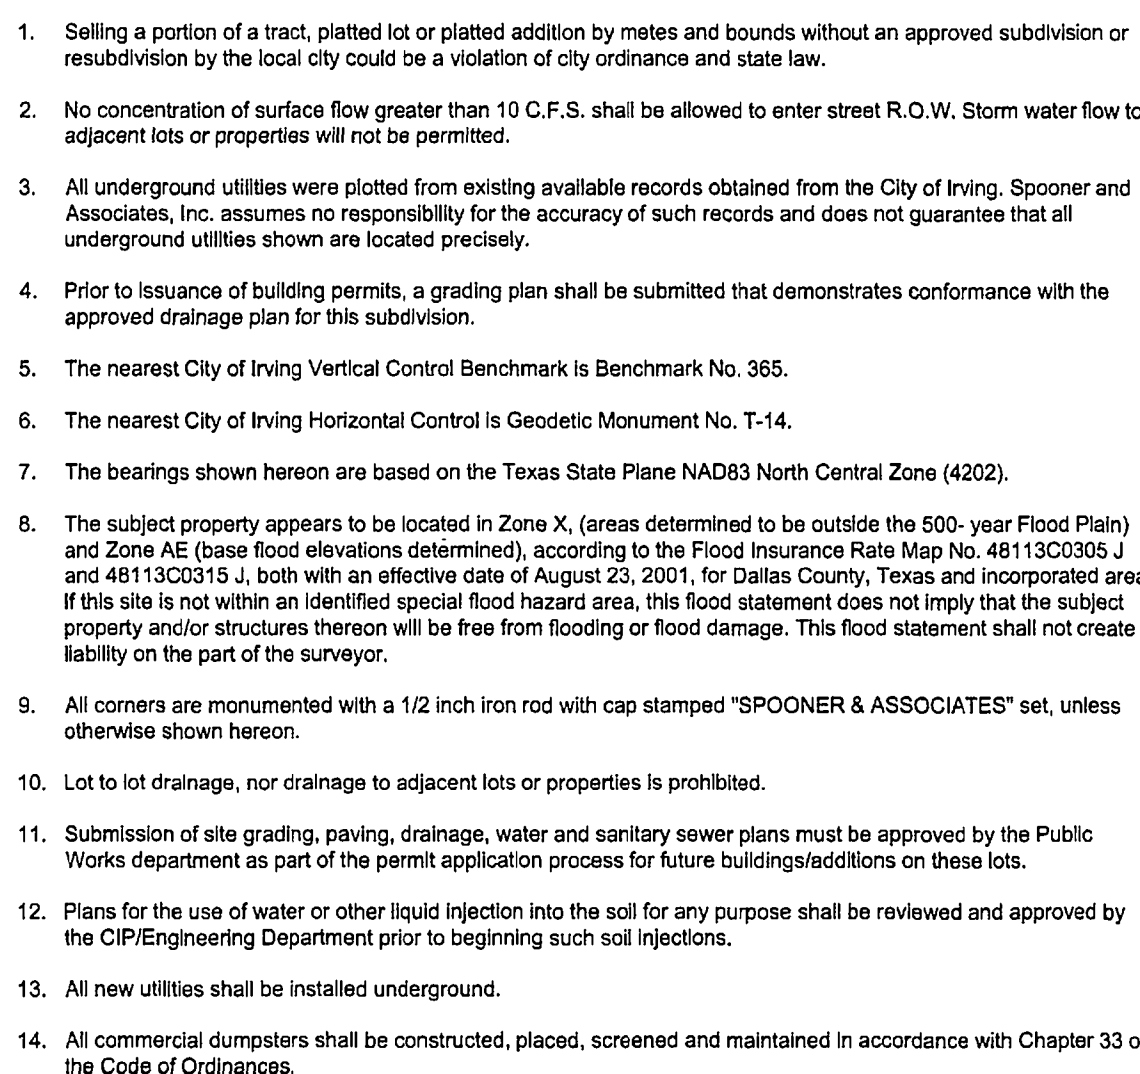 1. Selling a portion of a tract, platted lot or platted addition by metes and bounds without an approved subdivision or
resubdivision by the local city could be a violation of city ordinance and state law.
2. No concentration of surface flow greater than 10 C.F.S. shall be allowed to enter street R.O.W. Storm water flow to
adjacent lots or properties will not be permitted.
3. All underground utilities were plotted from existing available records obtained from the City of Irving. Spooner and
Associates, Inc. assumes no responsibility for the accuracy of such records and does not guarantee that all
underground utilities shown are located precisely.
4. Prior to issuance of building permits, a grading plan shall be submitted that demonstrates conformance with the
approved drainage plan for this subdivision.
5. The nearest City of Irving Vertical Control Benchmark is Benchmark No. 365.
6. The nearest City of Irving Horizontal Control is Geodetic Monument No. T-14.
7. The bearings shown hereon are based on the Texas State Plane NAD83 North Central Zone (4202).
8. The subject property appears to be located in Zone X, (areas determined to be outside the 500- year Flood Plain)
and Zone AE (base flood elevations determined), according to the Flood Insurance Rate Map No. 48113C0305 J
and 48113C0315 J, both with an effective date of August 23, 2001, for Dallas County, Texas and incorporated area
If this site is not within an identified special flood hazard area, this flood statement does not imply that the subject
property and/or structures thereon will be free from flooding or flood damage. This flood statement shall not create
liability on the part of the surveyor.
9. All corners are monumented with a 1/2 inch iron rod with cap stamped "SPOONER & ASSOCIATES" set, unless
otherwise shown hereon.
10. Lot to lot drainage, nor drainage to adjacent lots or properties is prohibited.
11. Submission of site grading, paving, drainage, water and sanitary sewer plans must be approved by the Public
Works department as part of the permit application process for future buildings/additions on these lots.
12. Plans for the use of water or other liquid injection into the soil for any purpose shall be reviewed and approved by
the CIP/Engineering Department prior to beginning such soil injections.
13. All new utilities shall be installed underground.
14. All commercial dumpsters shall be constructed, placed, screened and maintained in accordance with Chapter 33 o
the Code of Ordinances.